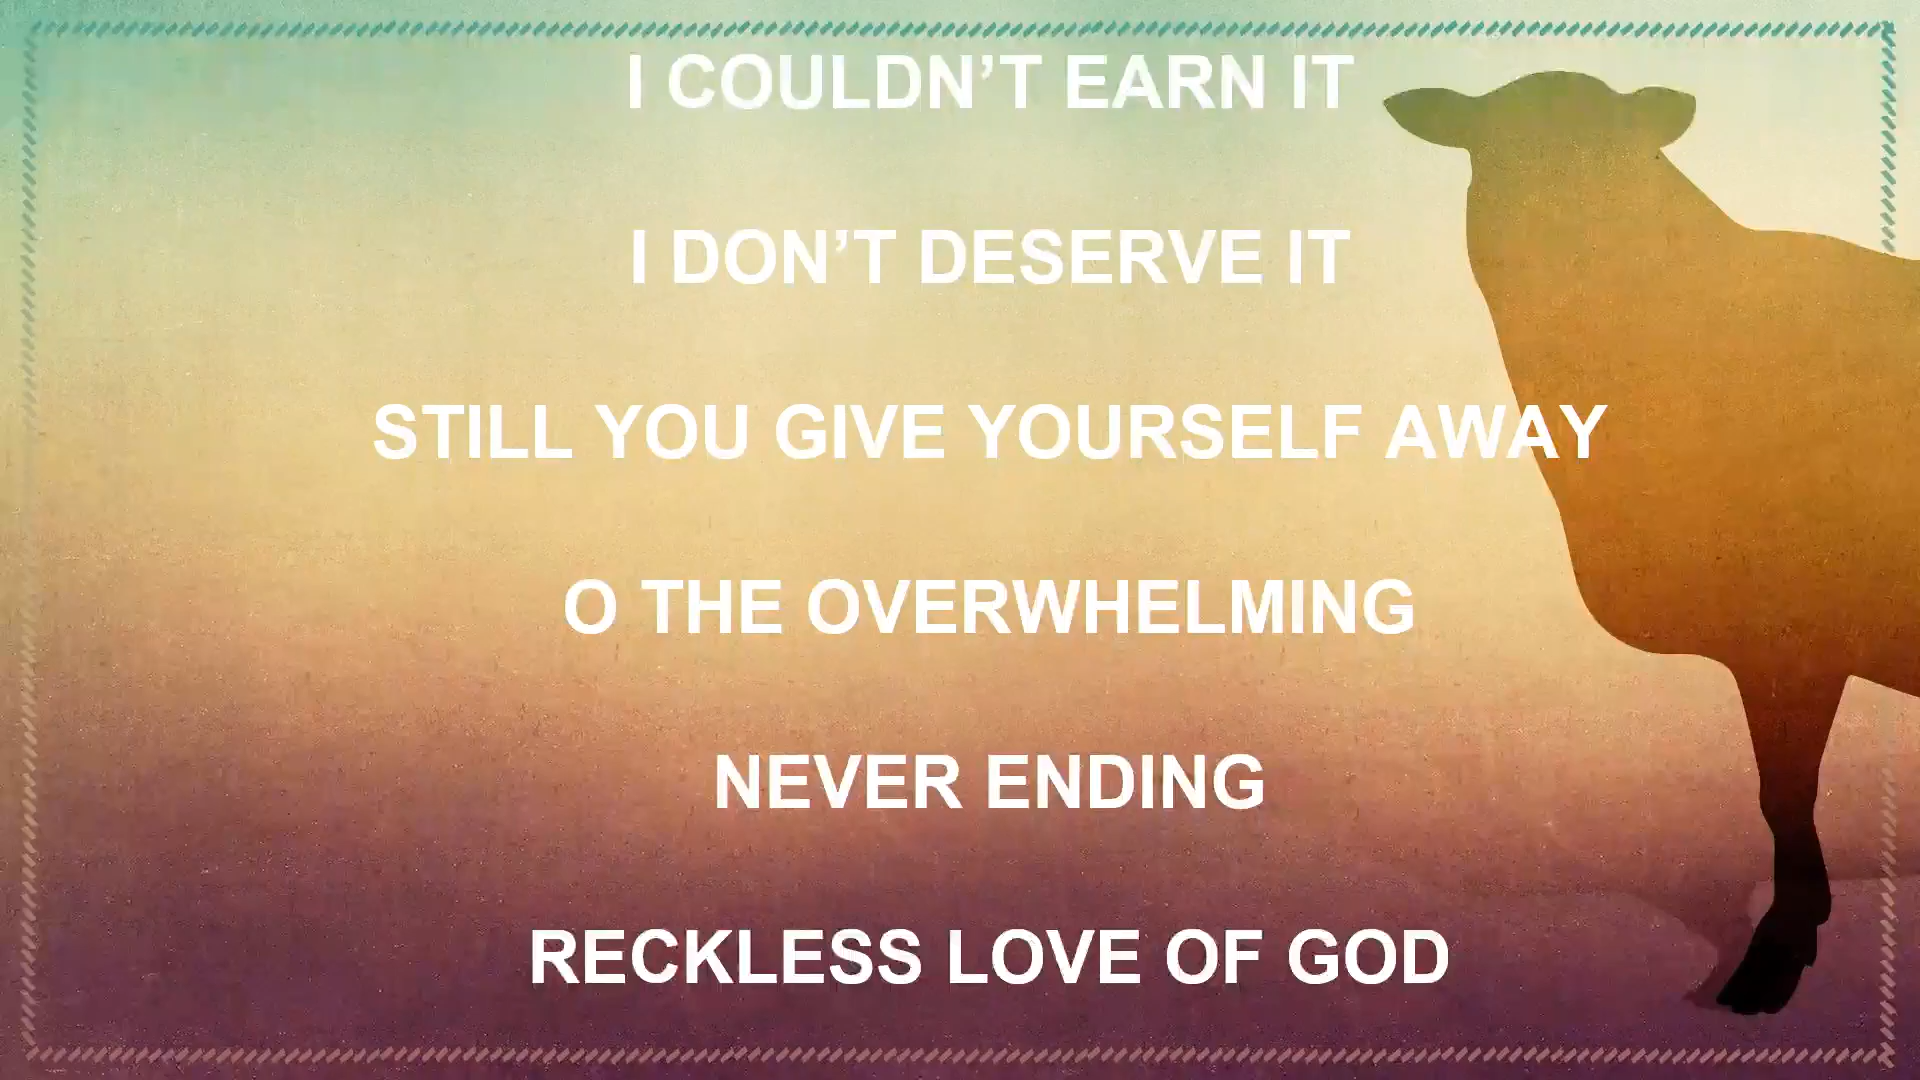 I COULDN’T EARN IT
I DON’T DESERVE IT
STILL YOU GIVE YOURSELF AWAY
O THE OVERWHELMING
NEVER ENDING
RECKLESS LOVE OF GOD